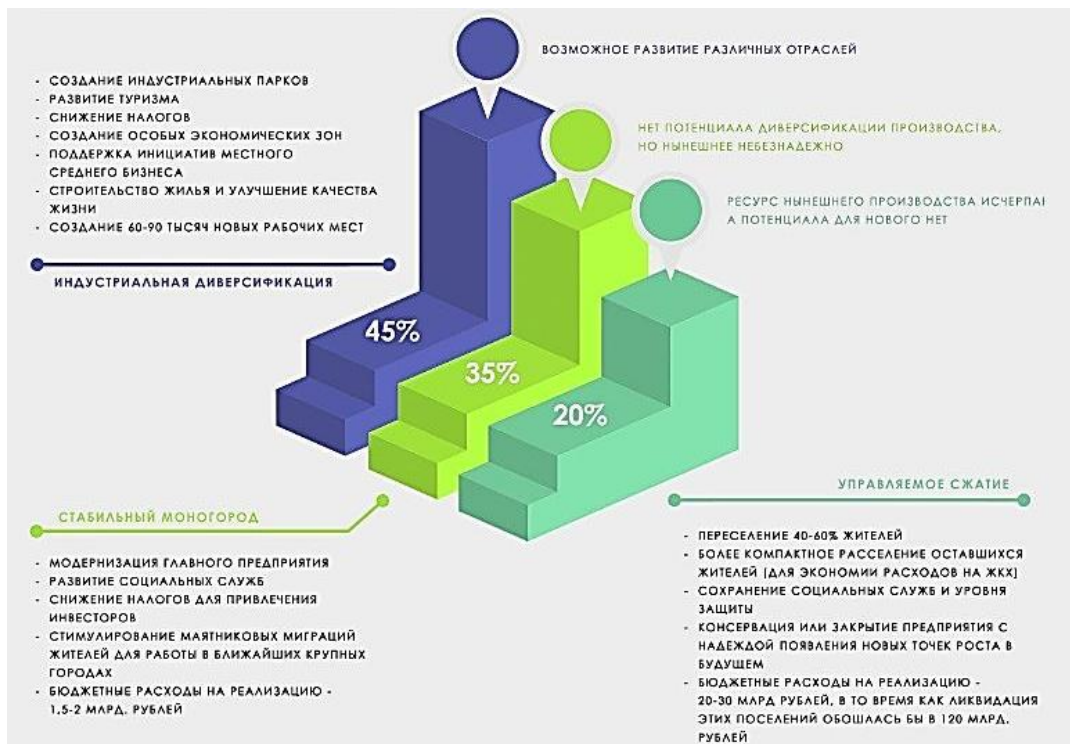 ВОЗМОЖНОЕ РАЗВИТИЕ РАЗЛИЧНЫХ ОТРАСЛЕЙ
- СОЗДАНИЕ ИНДУСТРИАЛЬНЫХ ПАРКОВ
- РАЗВИТИЕ ТУРИЗМА
- СНИЖЕНИЕ НАЛОГОВ
- СОЗДАНИЕ ОСОБЫХ ЭКОНОМИЧЕСКИХ ЗОН
- ПОДДЕРЖКА ИНИЦИАТИВ МЕСТНОГО
СРЕДНЕГО БИЗНЕСА
- СТРОИТЕЛЬСТВО ЖИЛЬЯ И УЛУЧШЕНИЕ КАЧЕСТВА
ЖИЗНИ
- СОЗДАНИЕ 60-90 ТЫСЯЧ НОВЫХ РАБОЧИХ МЕСТ
ИНДУСТРИАЛЬНАЯ ДИВЕРСИФИКАЦИЯ
НЕТ ПОТЕНЦИАЛА ДИВЕРСИФИКАЦИИ ПРОИЗВОДСТВА,
НО НЫНЕШНЕЕ НЕБЕЗНАДЕЖНО
РЕСУРС НЫНЕШНЕГО ПРОИЗВОДСТВА ИСЧЕРПА
А ПОТЕНЦИАЛА ДЛЯ НОВОГО НЕТ
45%
35%
20%
СТАБИЛЬНЫЙ МОНОГОРОД
- МОДЕРНИЗАЦИЯ ГЛАВНОГО ПРЕДПРИЯТИЯ
- РАЗВИТИЕ СОЦИАЛЬНЫХ СЛУЖБ
- СНИЖЕНИЕ НАЛОГОВ ДЛЯ ПРИВЛЕЧЕНИЯ
ИНВЕСТОРОВ
- СТИМУЛИРОВАНИЕ МАЯТНИКОВЫХ МИГРАЦИЙ
ЖИТЕЛЕЙ ДЛЯ РАБОТЫ В БЛИЖАЙШИХ КРУПНЫХ
ГОРОДАХ
- БЮДЖЕТНЫЕ РАСХОДЫ НА РЕАЛИЗАЦИЮ -
1,5-2 МЛРД. РУБЛЕЙ
УПРАВЛЯЕМОЕ СЖАТИЕ
- ПЕРЕСЕЛЕНИЕ 40-60% ЖИТЕЛЕЙ
- БОЛЕЕ КОМПАКТНОЕ РАССЕЛЕНИЕ ОСТАВШИХСЯ
ЖИТЕЛЕЙ (ДЛЯ ЭКОНОМИИ РАСХОДОВ НА ЖКХ)
- СОХРАНЕНИЕ СОЦИАЛЬНЫХ СЛУЖБ И УРОВНЯ
ЗАЩИТЫ
- КОНСЕРВАЦИЯ ИЛИ ЗАКРЫТИЕ ПРЕДПРИЯТИЯ С
НАДЕЖДОЙ ПОЯВЛЕНИЯ НОВЫХ ТОЧЕК РОСТА В
БУДУЩЕМ
- БЮДЖЕТНЫЕ РАСХОДЫ НА РЕАЛИЗАЦИЮ -
20-30 МЛРД РУБЛЕЙ, В ТО ВРЕМЯ КАК ЛИКВИДАЦИЯ
ЭТИХ ПОСЕЛЕНИЙ ОБОШЛАСЬ БЫ В 120 МЛРД.
РУБЛЕЙ